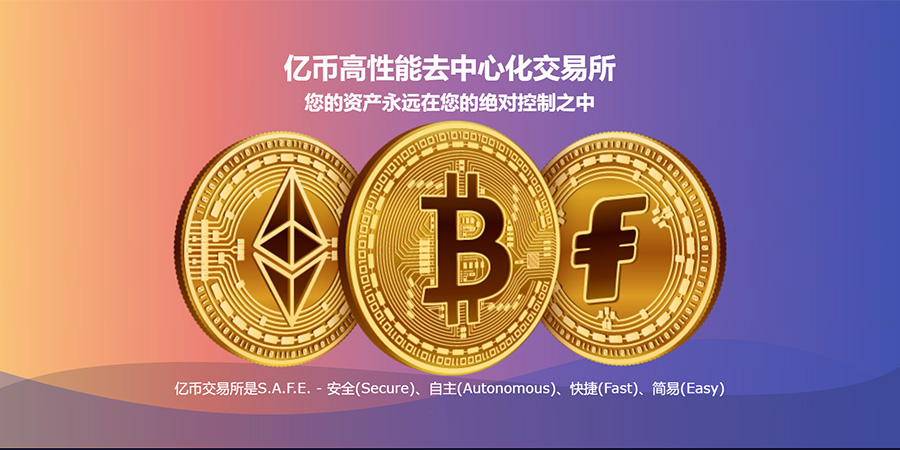 亿币高性能去中心化交易所
您的资产永远在您的绝对控制之中
亿币交易所是S.A.F.E. - 安全(Secure)、自主(Autonomous)、快捷(Fast)、简易(Easy)